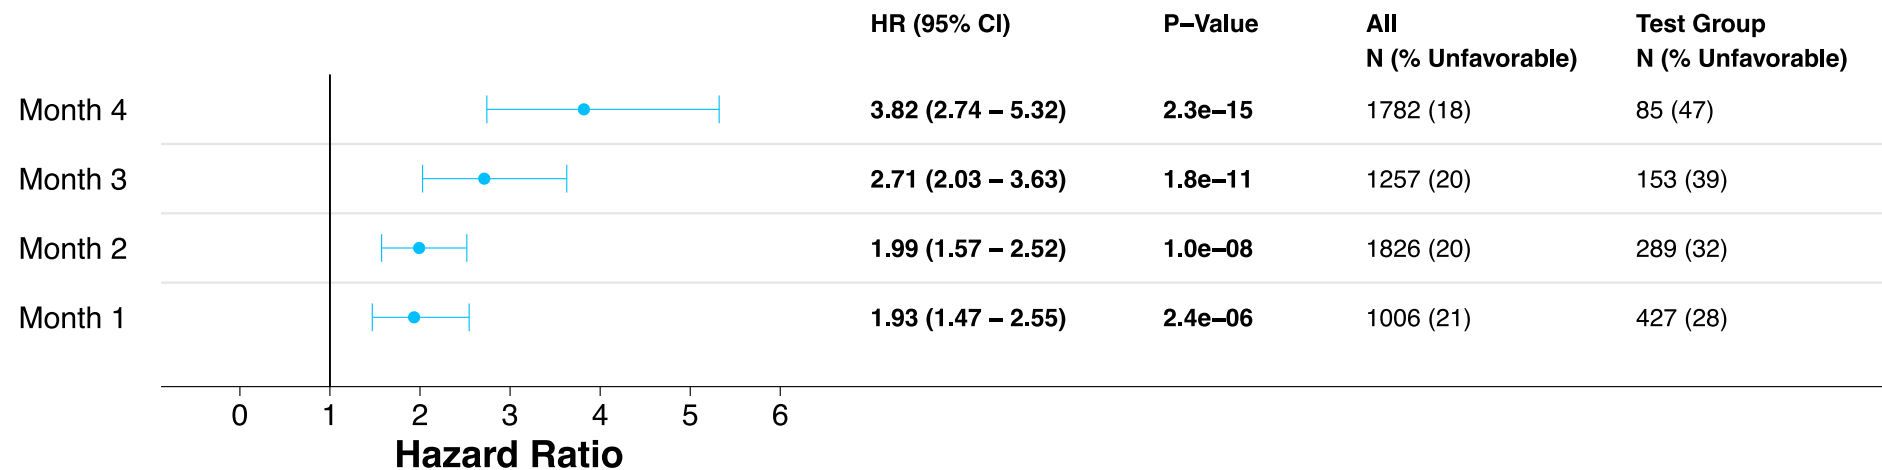 HR (95% CI) P–Value All Test Group
N (% Unfavorable) N (% Unfavorable)
Month 4 3.82 (2.74 – 5.32) 2.3e–15 1782 (18) 85 (47)
Month 3 2.71 (2.03 – 3.63) 1.8e–11 1257 (20) 153 (39)
Month 2 1.99 (1.57 – 2.52) 1.0e–08 1826 (20) 289 (32)
Month 1 1.93 (1.47 – 2.55) 2.4e–06 1006 (21) 427 (28)
0 1 2 3 4 5 6
Hazard Ratio